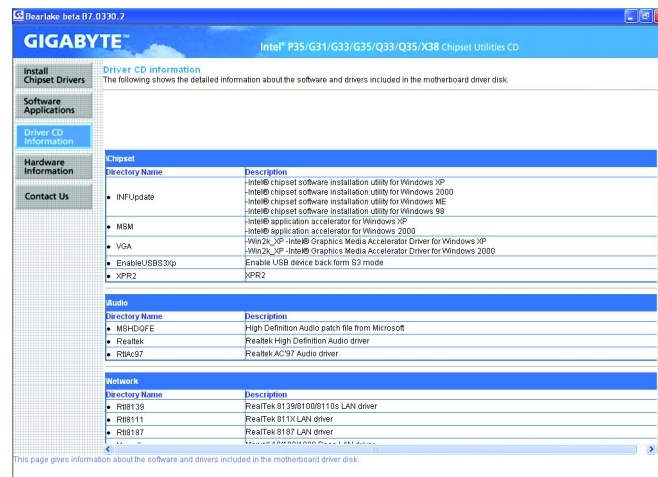 Bearlake beta B7.0330.2
GIGABYTE™
Intel® P35/G31/G33/G35/Q33/Q35/X38 Chipset Utilities CD
Install
Chipset Drivers
Software
Applications
Driver CD
Information
Hardware
Information
Contact Us
Driver CD information
The following shows the detailed information about the software and drivers included in the motherboard driver disk.
\Chipset
Directory Name Description
• INFUpdate
-Intel® chipset software installation utility for Windows XP
-Intel® chipset software installation utility for Windows 2000
-Intel® chipset software installation utility for Windows ME
-Intel® chipset software installation utility for Windows 98
• MSM
-Intel® application accelerator for Windows XP
-Intel® application accelerator for Windows 2000
• VGA
-Win2k_XP -Intel® Graphics Media Accelerator Driver for Windows XP
-Win2k_XP -Intel® Graphics Media Accelerator Driver for Windows 2000
• EnableUSBS3Xp Enable USB device back form S3 mode
• XPR2 XPR2
\Audio
Directory Name Description
• MSHDQFE High Definition Audio patch file from Microsoft
• Realtek Realtek High Definition Audio driver
• RtlAc97 Realtek AC'97 Audio driver
\Network
Directory Name Description
• Rtl8139 RealTek 8139/8100/8110s LAN driver
• Rtl8111 RealTek 811X LAN driver
• Rtl8187 RealTek 8187 LAN driver
This page gives information about the software and drivers included in the motherboard driver disk.